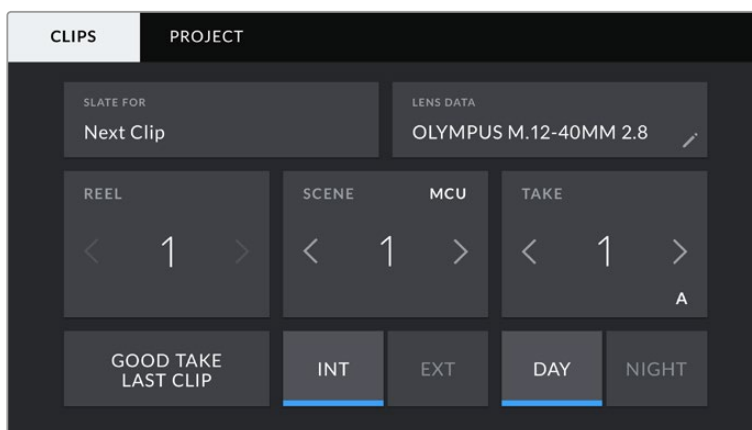 CLIPS PROJECT
SLATE FOR
Next Clip
LENS DATA
OLYMPUS M.12-40MM 2.8
REEL
1
SCENE MCU
1
TAKE
1
A
GOOD TAKE
LAST CLIP
INT EXT
DAY NIGHT